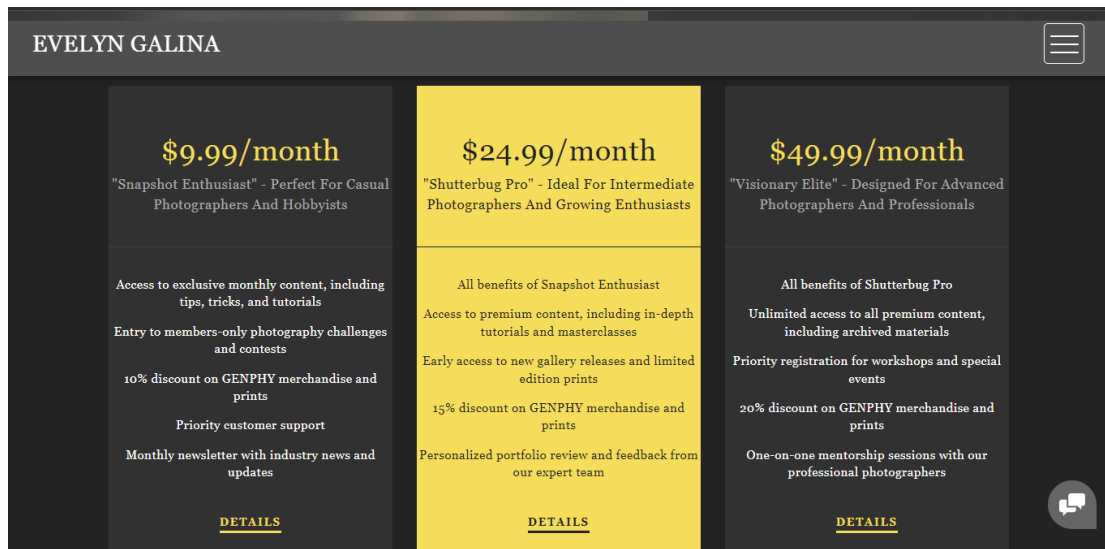 EVELYN GALINA
$9.99/month
"Snapshot Enthusiast" - Perfect For Casual
Photographers And Hobbyists
Access to exclusive monthly content, including
tips, tricks, and tutorials
Entry to members-only photography challenges
and contests
10% discount on GENPHY merchandise and
prints
Priority customer support
Monthly newsletter with industry news and
updates
DETAILS
$24.99/month
"Shutterbug Pro" - Ideal For Intermediate
Photographers And Growing Enthusiasts
All benefits of Snapshot Enthusiast
Access to premium content, including in-depth
tutorials and masterclasses
Early access to new gallery releases and limited
edition prints
15% discount on GENPHY merchandise and
prints
Personalized portfolio review and feedback from
our expert team
DETAILS
$49.99/month
"Visionary Elite" - Designed For Advanced
Photographers And Professionals
All benefits of Shutterbug Pro
Unlimited access to all premium content,
including archived materials
Priority registration for workshops and special
events
20% discount on GENPHY merchandise and
prints
One-on-one mentorship sessions with our
professional photographers
DETAILS